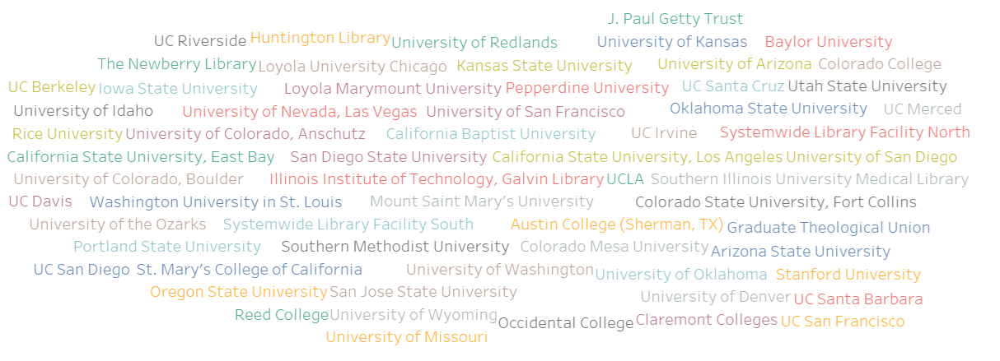 J. Paul Getty Trust
UC Riverside Huntington Library University of Redlands University of Kansas Baylor University
The Newberry Library Loyola University Chicago Kansas State University University of Arizona Colorado College
UC Berkeley Iowa State University Loyola Marymount University Pepperdine University UC Santa Cruz Utah State University
University of Idaho University of Nevada, Las Vegas University of San Francisco Oklahoma State University UC Merced
Rice University University of Colorado, Anschutz California Baptist University UC Irvine Systemwide Library Facility North
California State University, East Bay San Diego State University California State University, Los Angeles University of San Diego
University of Colorado, Boulder Illinois Institute of Technology, Galvin Library UCLA Southern Illinois University Medical Library
UC Davis Washington University in St. Louis Mount Saint Mary’s University Colorado State University, Fort Collins
University of the Ozarks Systemwide Library Facility South Austin College (Sherman, TX) Graduate Theological Union
Portland State University Southern Methodist University Colorado Mesa University Arizona State University
UC San Diego St. Mary’s College of California University of Washington University of Oklahoma Stanford University
Oregon State University San Jose State University University of Denver UC Santa Barbara
Reed College University of Wyoming Occidental College Claremont Colleges UC San Francisco
University of Missouri